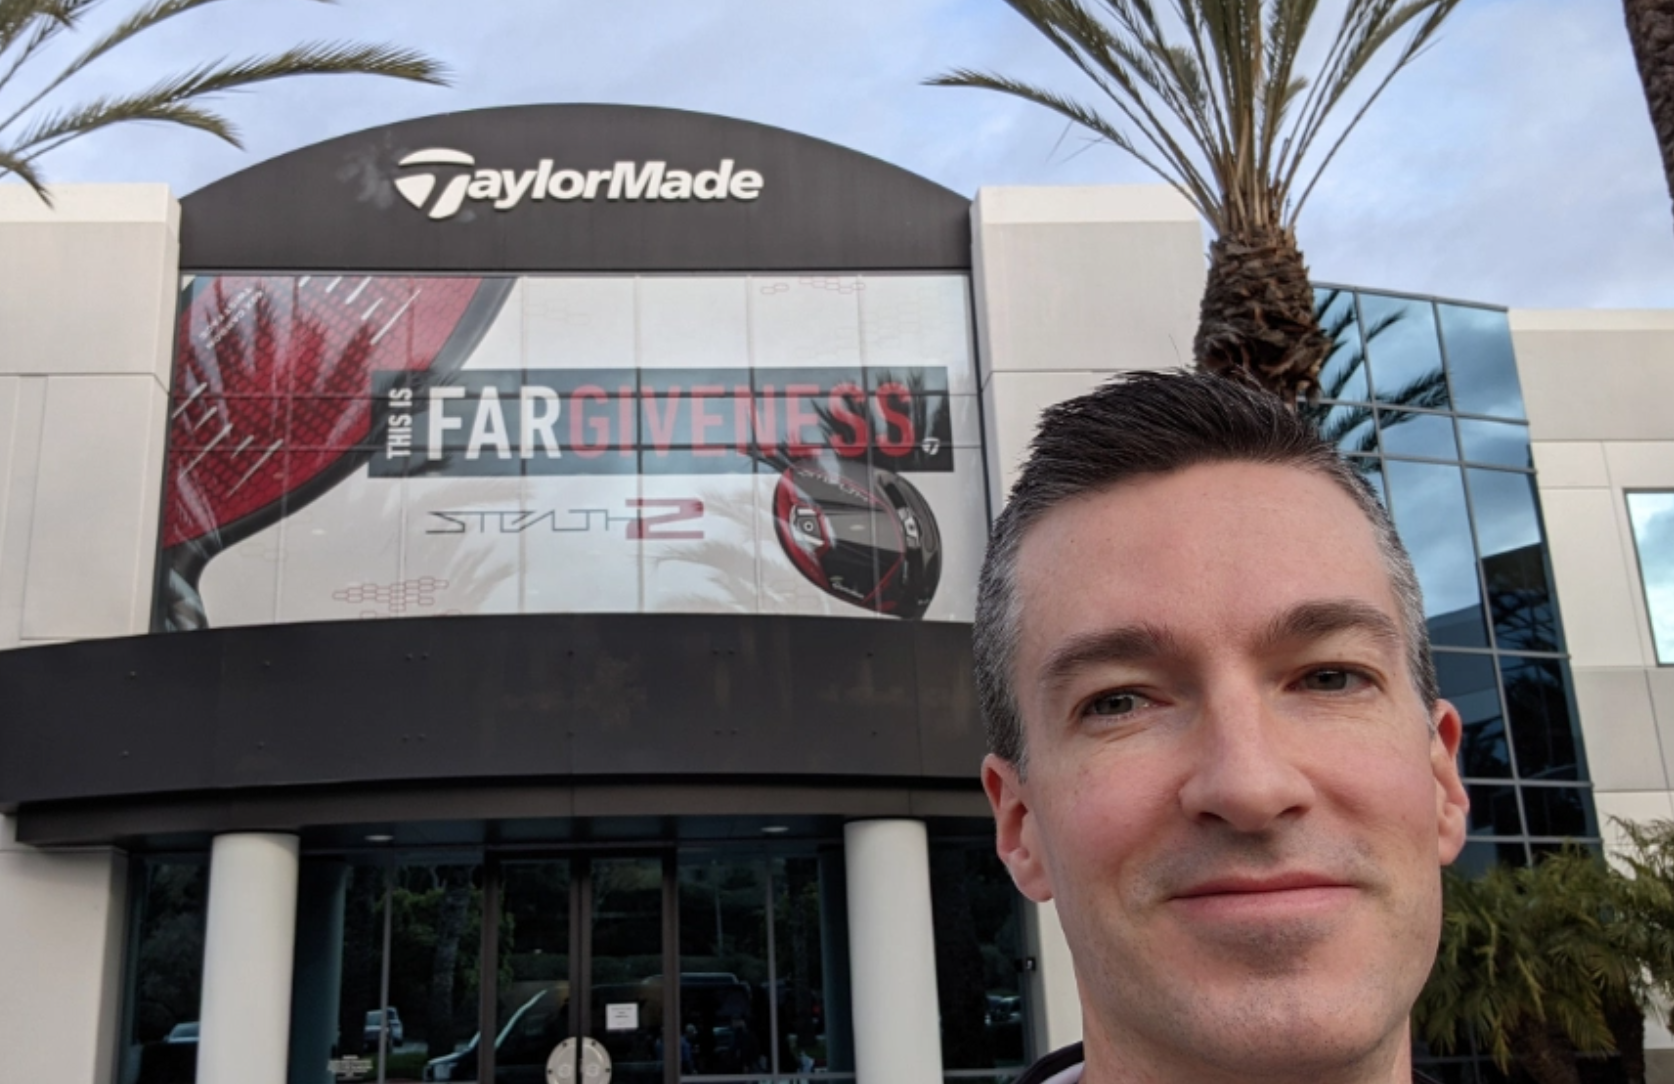 TaylorMade
THIS IS
FARGIVENESS
STEALTH 2